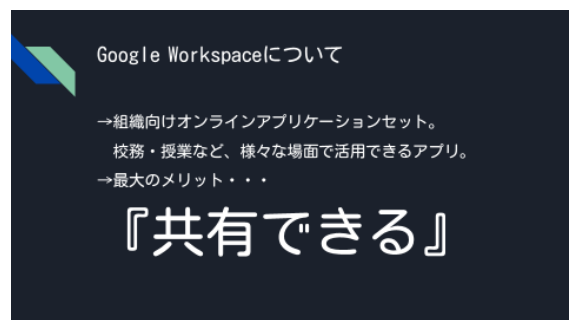 Google Workspaceについて
→組織向けオンラインアプリケーションセット。
校務・授業など、様々な場面で活用できるアプリ。
→最大のメリット・・・
『共有できる』